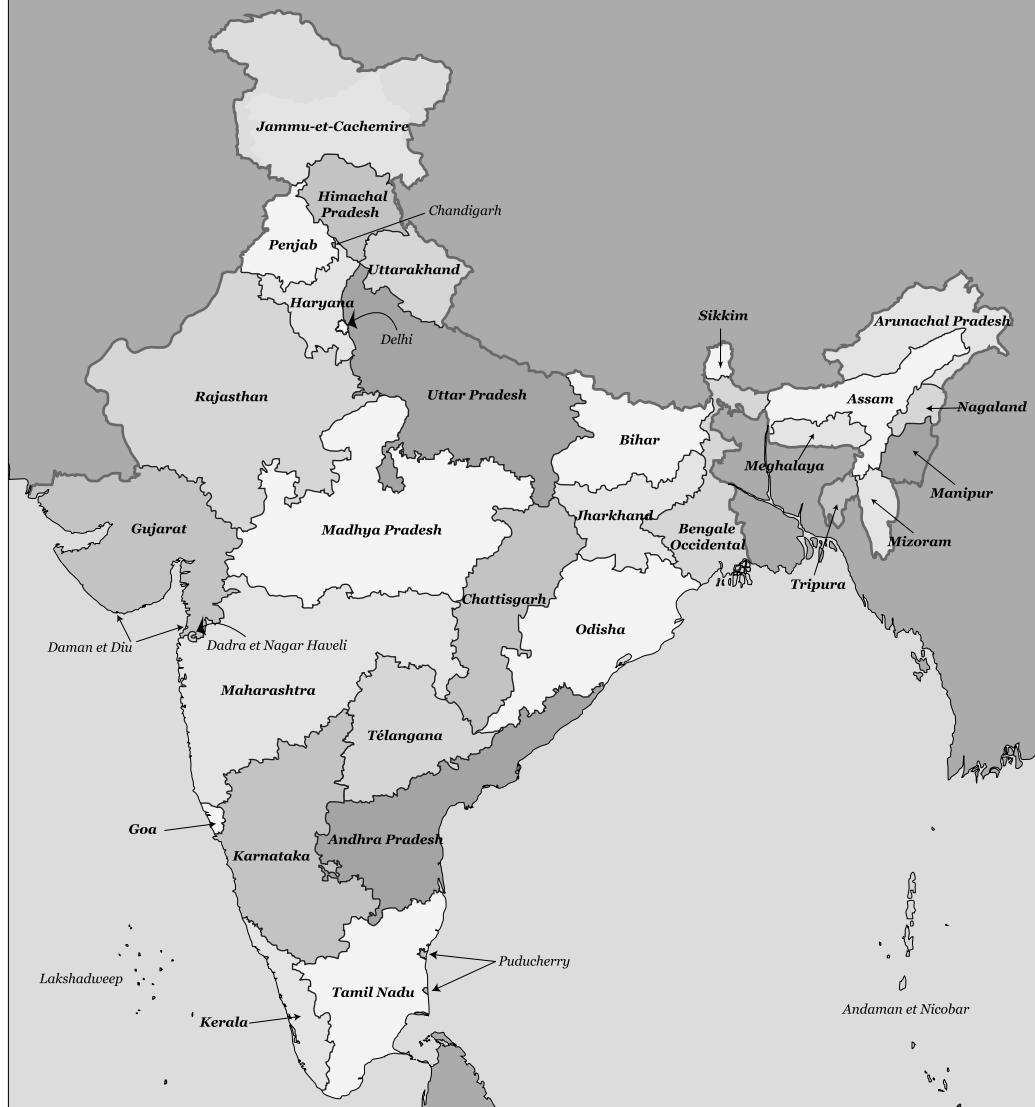 Jammu-et-Cachemire
Himachal
Pradesh
Chandigarh
Penjab
Uttarakhand
Haryana
Delhi
Sikkim
Arunachal Pradesh
Rajasthan
Uttar Pradesh
Assam
Nagaland
Bihar
Meghalaya
Manipur
Gujarat
Madhya Pradesh
Jharkhand
Bengale
Occidental
Mizoram
Tripura
Chattisgarh
Odisha
Daman et Diu
Dadra et Nagar Haveli
Maharashtra
Télangana
Goa
Karnataka
Andhra Pradesh
Puducherry
Lakshadweep
Tamil Nadu
Andaman et Nicobar
Kerala